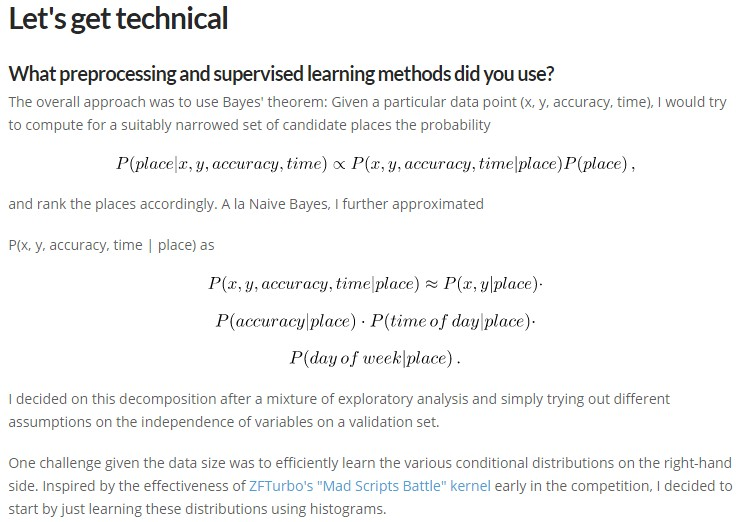 Let's get technical
What preprocessing and supervised learning methods did you use?
The overall approach was to use Bayes' theorem: Given a particular data point (x, y, accuracy, time), I would try
to compute for a suitably narrowed set of candidate places the probability
P(place|x, y, accuracy, time) ∝ P(x, y, accuracy, time|place)P(place) ,
and rank the places accordingly. A la Naive Bayes, I further approximated
P(x, y, accuracy, time | place) as
P(x, y, accuracy, time|place) ≈ P(x, y|place)·
P(accuracy|place) · P(time of day|place)·
P(day of week|place) .
I decided on this decomposition after a mixture of exploratory analysis and simply trying out different
assumptions on the independence of variables on a validation set.
One challenge given the data size was to efficiently learn the various conditional distributions on the right-hand
side. Inspired by the effectiveness of ZFTurbo's "Mad Scripts Battle" kernel early in the competition, I decided to
start by just learning these distributions using histograms.